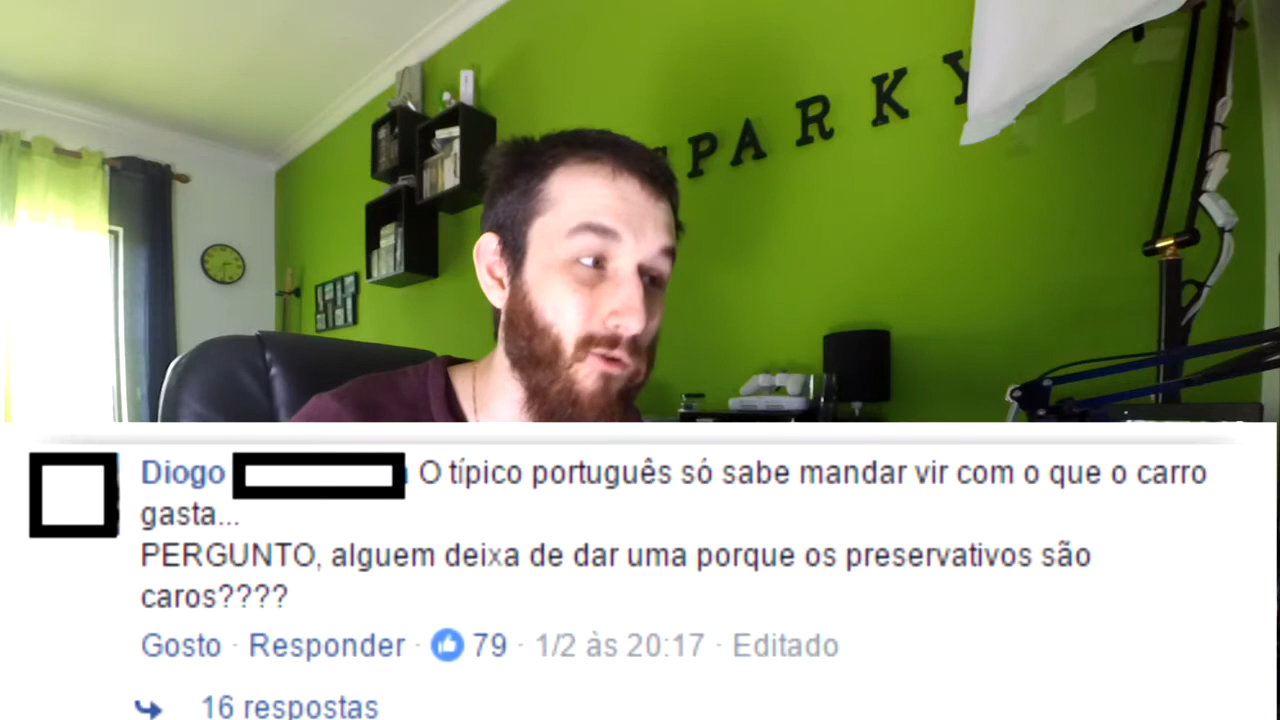 PARKY
Diogo O típico português só sabe mandar vir com o que o carro
gasta...
PERGUNTO, alguem deixa de dar uma porque os preservativos são
caros????
Gosto · Responder · 79 · 1/2 às 20:17 · Editado
16 respostas